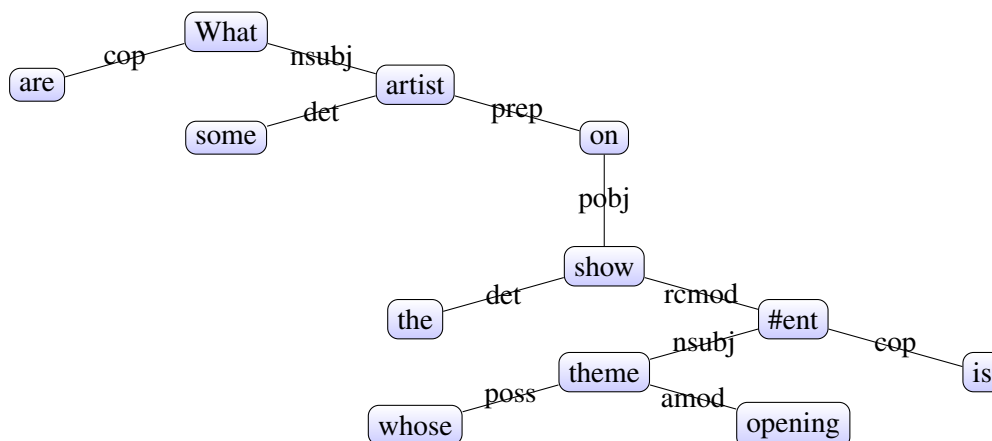 What
cop nsubj
are artist
det prep
some on
pobj
show
det rcmod
the #ent
nsubj cop
theme is
poss amod
whose opening